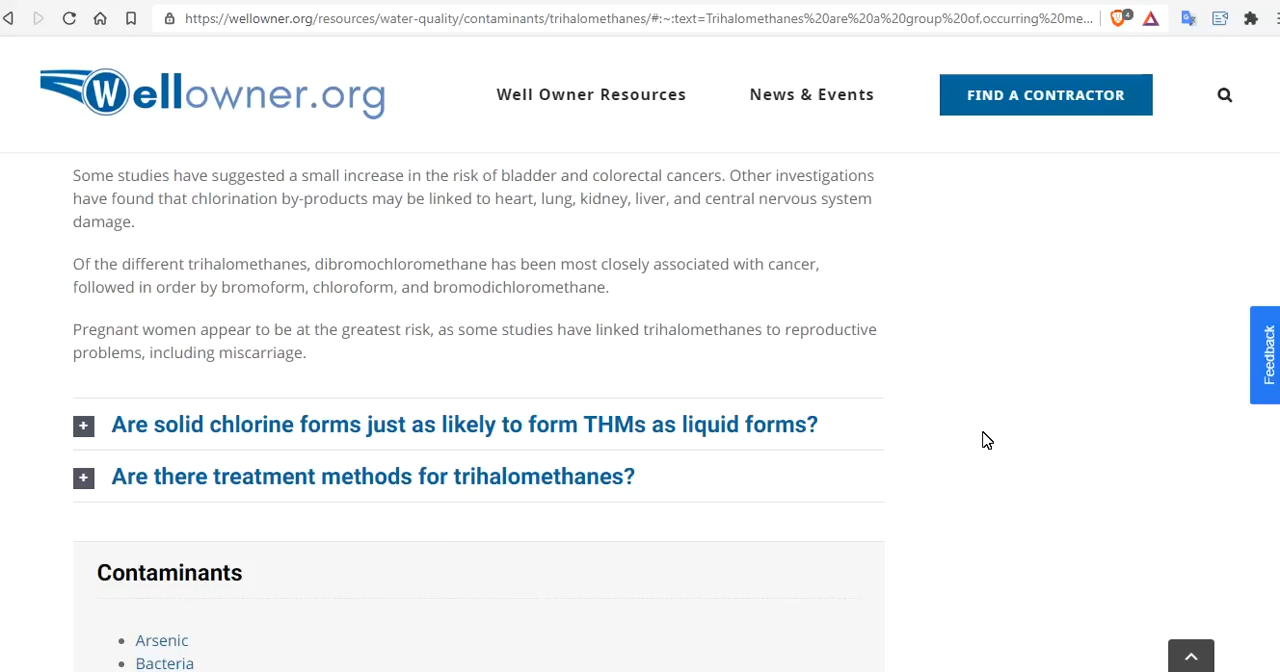 https://wellowner.org/resources/water-quality/contaminants/trihalomethanes/#:~:text=Trihalomethanes%20are%20a%20group%20of,occurring%20me...
4
Wellowner.org
Well Owner Resources
News & Events
FIND A CONTRACTOR
Some studies have suggested a small increase in the risk of bladder and colorectal cancers. Other investigations
have found that chlorination by-products may be linked to heart, lung, kidney, liver, and central nervous system
damage.
Of the different trihalomethanes, dibromochloromethane has been most closely associated with cancer,
followed in order by bromoform, chloroform, and bromodichloromethane.
Pregnant women appear to be at the greatest risk, as some studies have linked trihalomethanes to reproductive
problems, including miscarriage.
Feedback
+ Are solid chlorine forms just as likely to form THMs as liquid forms?
+ Are there treatment methods for trihalomethanes?
Contaminants
• Arsenic
• Bacteria